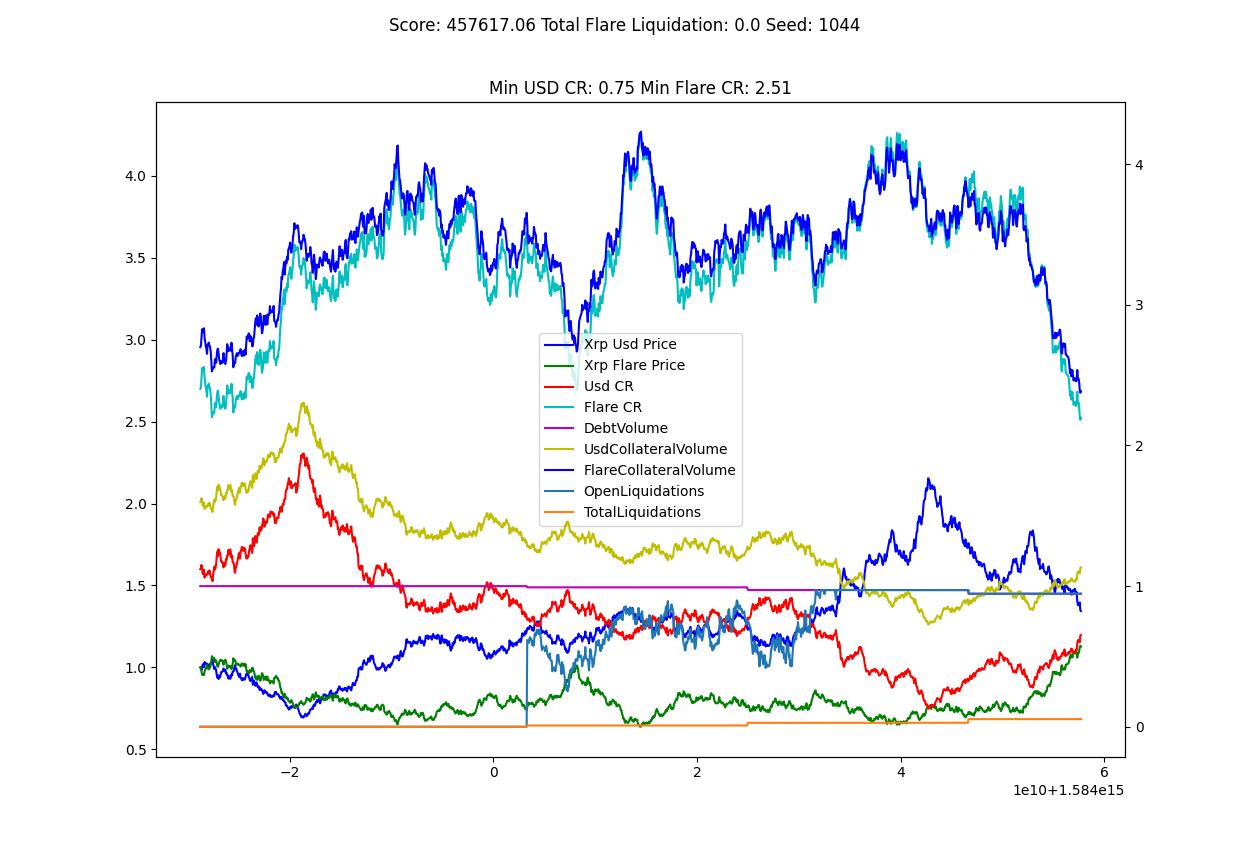 Score: 457617.06 Total Flare Liquidation: 0.0 Seed: 1044
Min USD CR: 0.75 Min Flare CR: 2.51
4.0
3.5
3.0
2.5
2.0
1.5
1.0
0.5
4
3
2
1
0
Xrp Usd Price
Xrp Flare Price
Usd CR
Flare CR
DebtVolume
UsdCollateralVolume
FlareCollateralVolume
OpenLiquidations
TotalLiquidations
−2 0 2 4 6
1e10+1.584e15